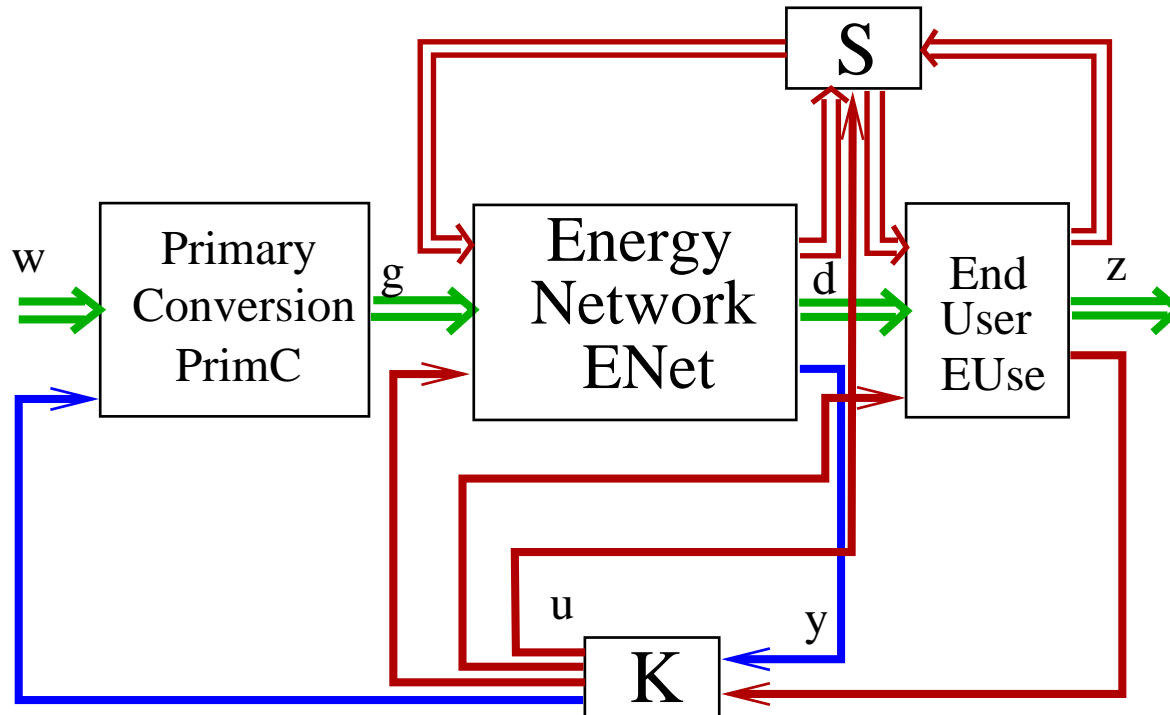 S
w
Primary
Conversion
PrimC
g
Energy
Network
ENet
d
End
User
EUse
z
u
y
K